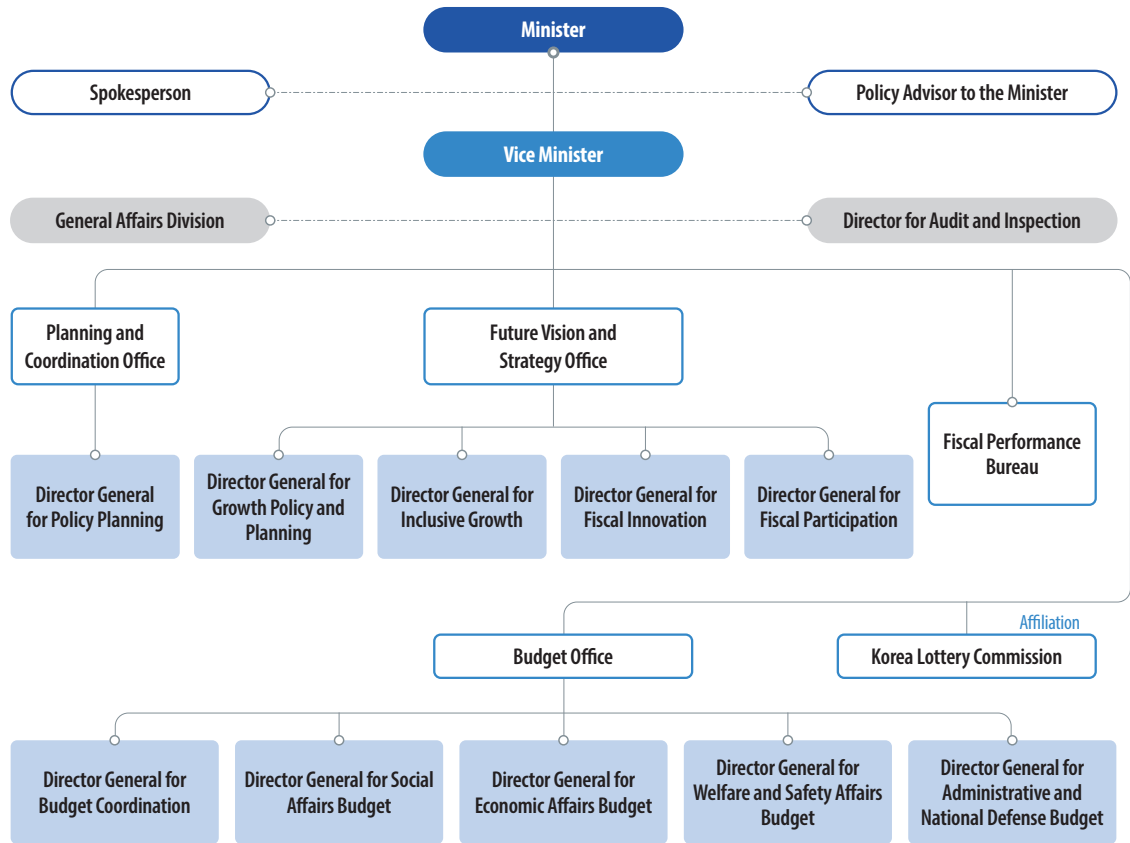 Minister
Spokesperson
Policy Advisor to the Minister
Vice Minister
General Affairs Division
Director for Audit and Inspection
Planning and
Coordination Office
Future Vision and
Strategy Office
Fiscal Performance
Bureau
Director General
for Policy Planning
Director General for
Growth Policy and
Planning
Director General for
Inclusive Growth
Director General for
Fiscal Innovation
Director General for
Fiscal Participation
Affiliation
Budget Office
Korea Lottery Commission
Director General for
Budget Coordination
Director General for Social
Affairs Budget
Director General for
Economic Affairs Budget
Director General for
Welfare and Safety Affairs
Budget
Director General for
Administrative and
National Defense Budget